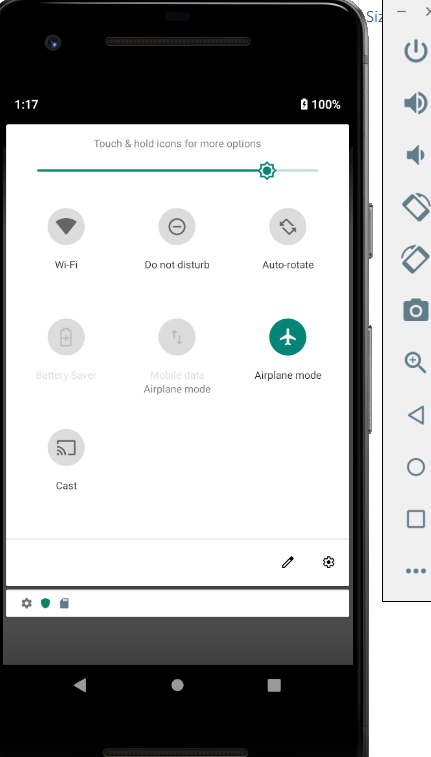 Siz
1:17
100%
Touch & hold icons for more options
Wi-Fi
Do not disturb
Auto-rotate
Battery Saver
Mobile data
Airplane mode
Airplane mode
Cast